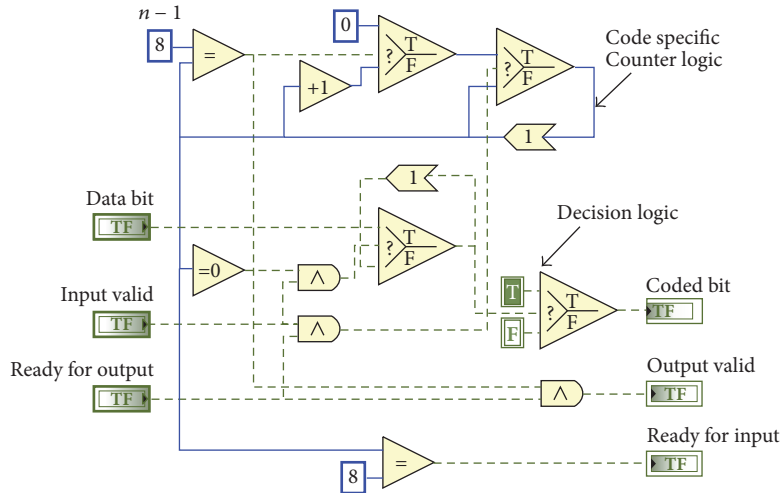 n − 1
8
=
0
?
T
F
+1
?
T
F
Code specific
Counter logic
1
1
Data bit
TF
?
T
F
Decision logic
=0
∧
T
F
?
T
F
Coded bit
TF
Input valid
TF
∧
Ready for output
TF
∧
Output valid
TF
Ready for input
TF
8
=